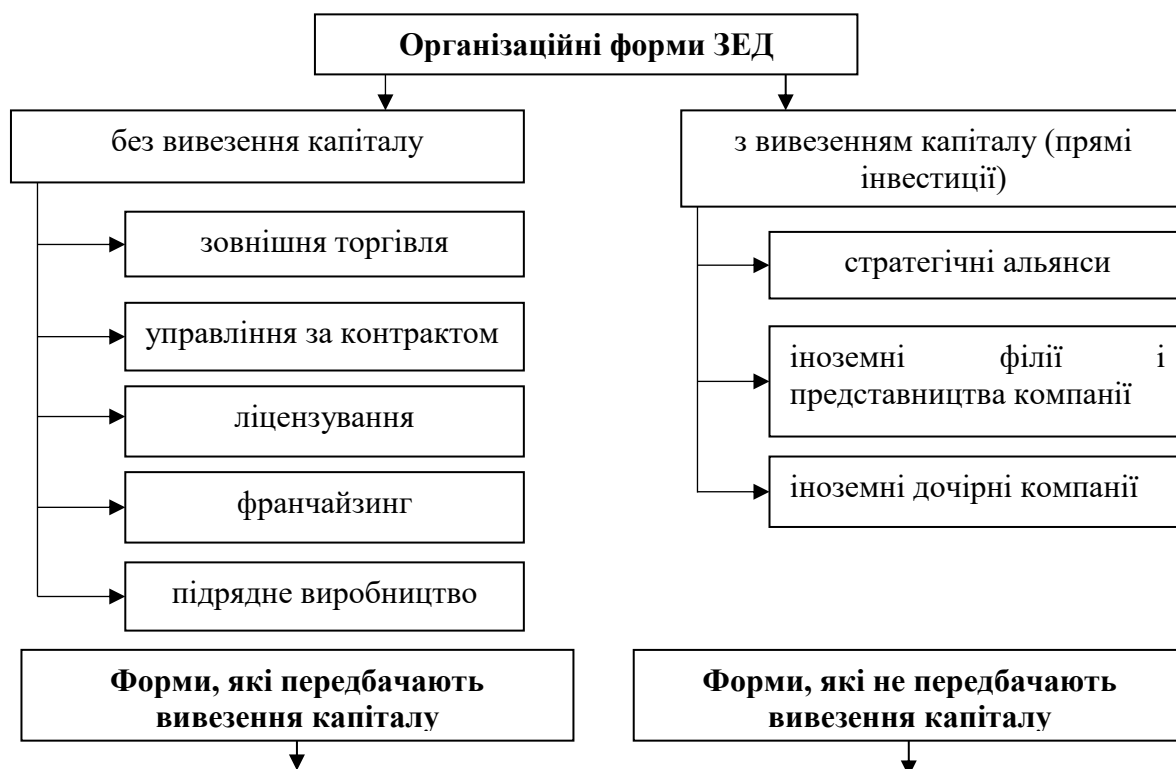 Організаційні форми ЗЕД
без вивезення капіталу
зовнішня торгівля
управління за контрактом
ліцензування
франчайзинг
підрядне виробництво
з вивезенням капіталу (прямі
інвестиції)
стратегічні альянси
іноземні філії і
представництва компанії
іноземні дочірні компанії
Форми, які передбачають
вивезення капіталу
Форми, які не передбачають
вивезення капіталу